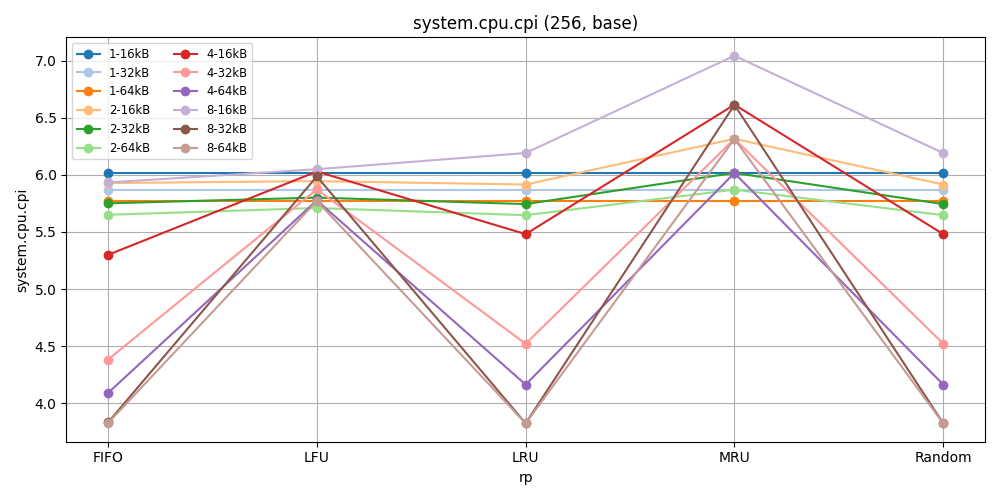 system.cpu.cpi (256, base)
1-16kB
1-32kB
1-64kB
2-16kB
2-32kB
2-64kB
4-16kB
4-32kB
4-64kB
8-16kB
8-32kB
8-64kB
system.cpu.cpi
7.0
6.5
6.0
5.5
5.0
4.5
4.0
FIFO
LFU
LRU
MRU
Random
rp